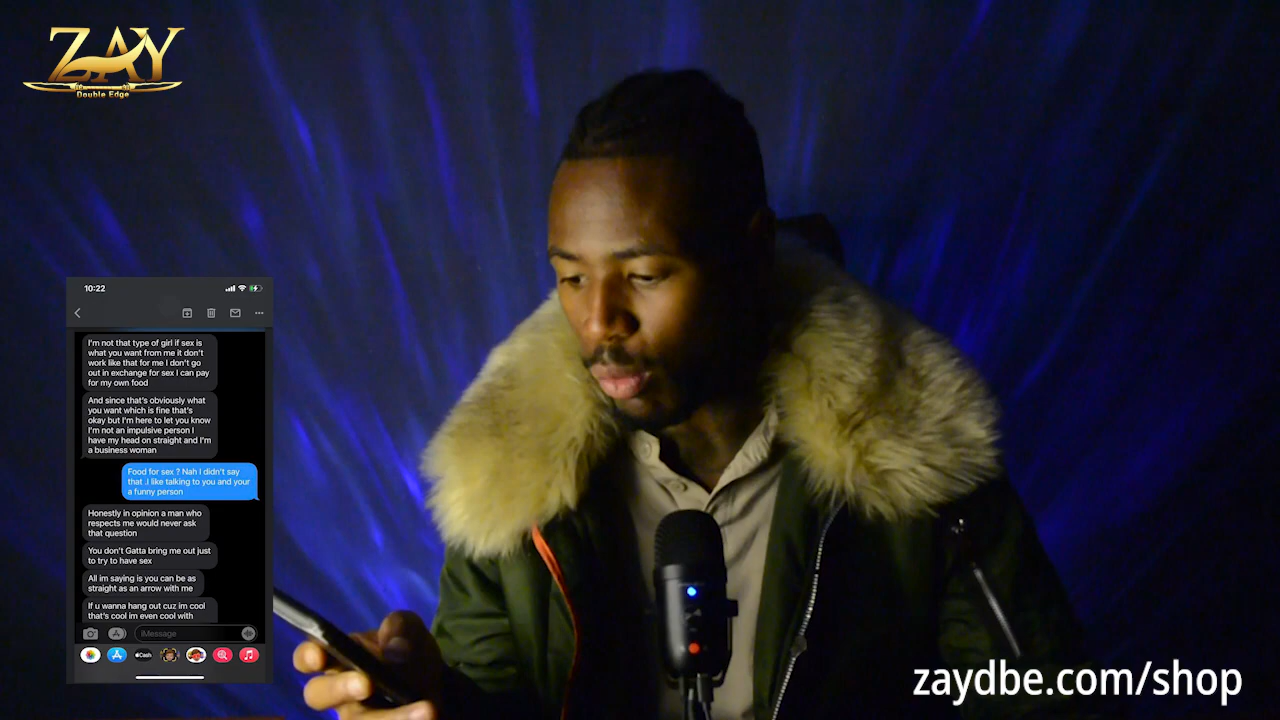 ZAY
Double Edge
10:22
I'm not that type of girl if sex is
what you want from me it don't
work like that for me I don't go
out in exchange for sex I can pay
for my own food
And since that's obviously what
you want which is fine that's
okay but I'm here to let you know
I'm not an impulsive person I
have my head on straight and I'm
a business woman
Food for sex ? Nah I didn't say
that .I like talking to you and your
a funny person
Honestly in opinion a man who
respects me would never ask
that question
You don't Gatta bring me out just
to try to have sex
All im saying is you can be as
straight as an arrow with me
If u wanna hang out cuz im cool
that's cool im even cool with
iMessage
Cash
zaydbe.com/shop